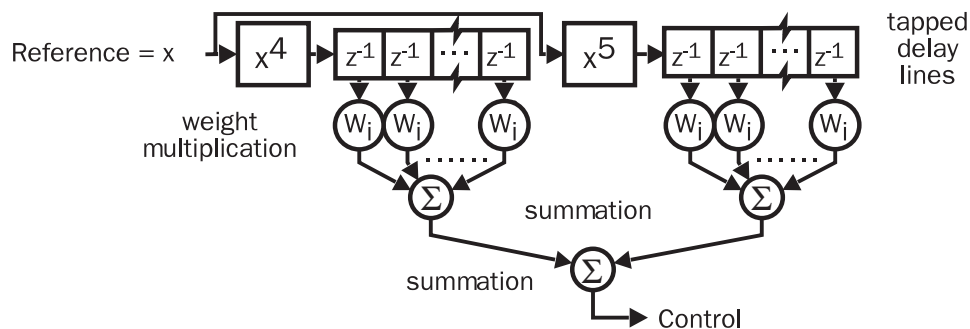 Reference = x
x4
z-1 z-1 ... z-1
x5
z-1 z-1 ... z-1
tapped
delay
lines
weight
multiplication
Wi Wi ....... Wi
Wi Wi ....... Wi
Σ
Σ
summation
summation
Σ
Control